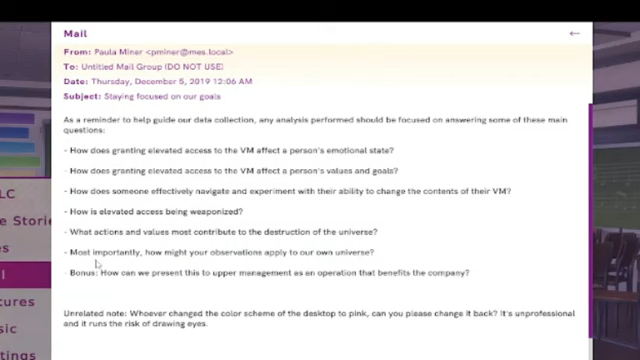 Mail
←
From: Paula Miner <pminer@mes.local>
To: Untitled Mail Group (DO NOT USE)
Date: Thursday, December 5, 2019 12:06 AM
Subject: Staying focused on our goals
As a reminder to help guide our data collection, any analysis performed should be focused on answering some of these main
questions:
- How does granting elevated access to the VM affect a person's emotional state?
- How does granting elevated access to the VM affect a person's values and goals?
- How does someone effectively navigate and experiment with their ability to change the contents of their VM?
- How is elevated access being weaponized?
- What actions and values most contribute to the destruction of the universe?
- Most importantly, how might your observations apply to our own universe?
- Bonus: How can we present this to upper management as an operation that benefits the company?
Unrelated note: Whoever changed the color scheme of the desktop to pink, can you please change it back? It's unprofessional
and it runs the risk of drawing eyes.
LC
e Storie
es
l
tures
sic
tings